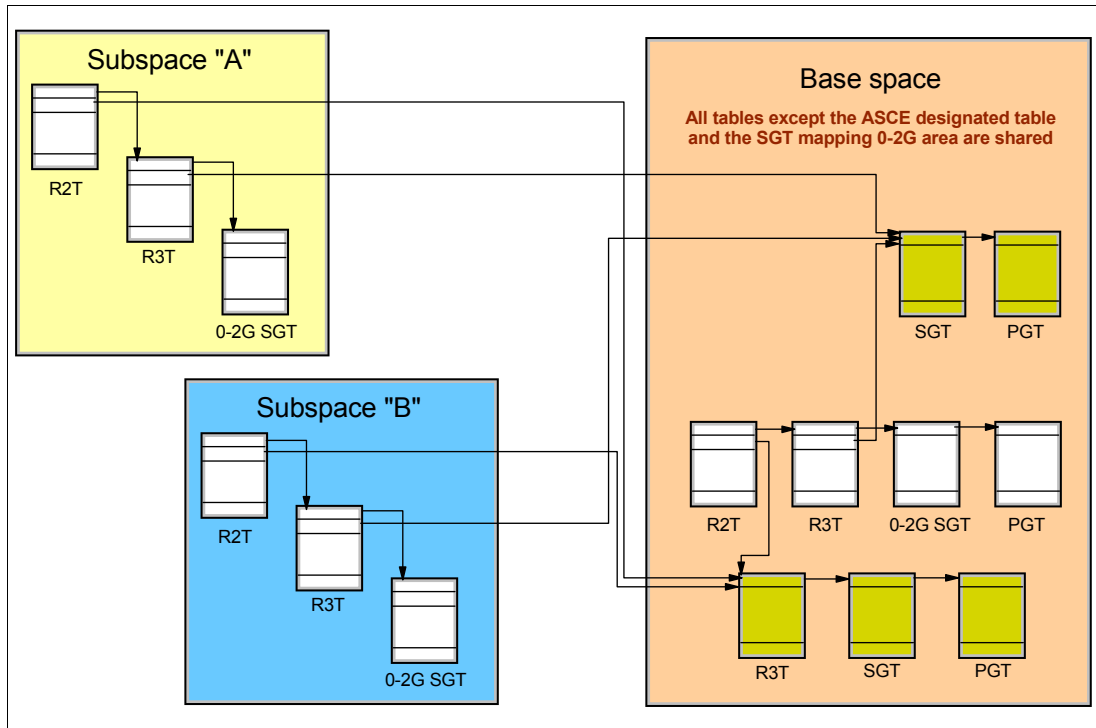 Subspace "A"
R2T
R3T
0-2G SGT
Subspace "B"
R2T
R3T
0-2G SGT
Base space
All tables except the ASCE designated table
and the SGT mapping 0-2G area are shared
SGT
PGT
R2T
R3T
0-2G SGT
PGT
R3T
SGT
PGT